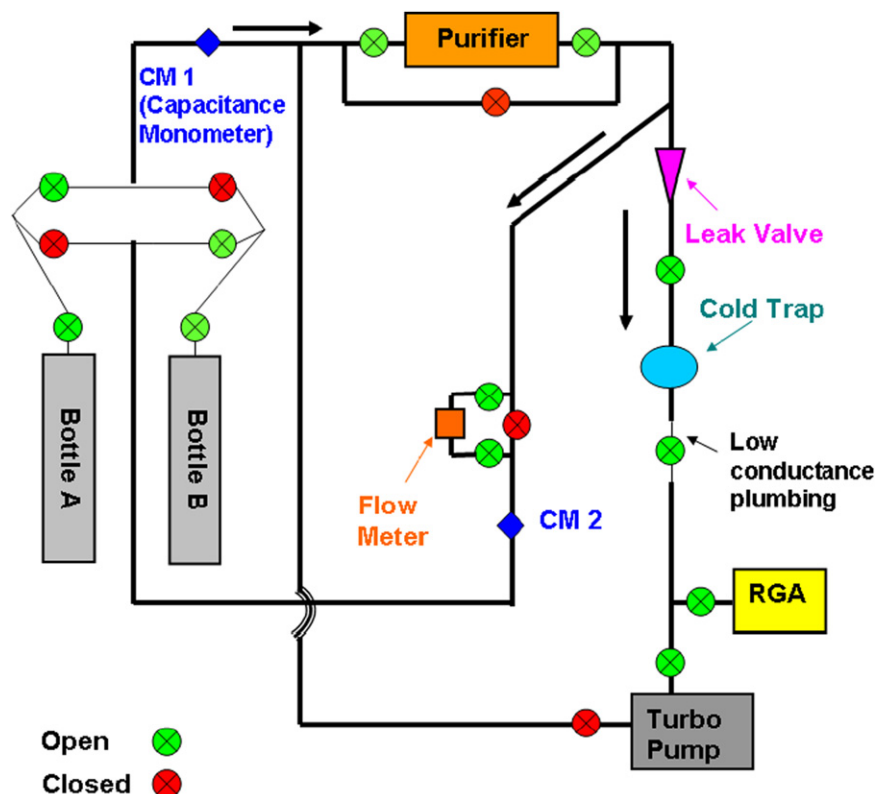 Purifier
CM 1
(Capacitance
Monometer)
Leak Valve
Cold Trap
Bottle A
Bottle B
Low
conductance
plumbing
Flow
Meter
CM 2
RGA
Turbo
Pump
Open
Closed